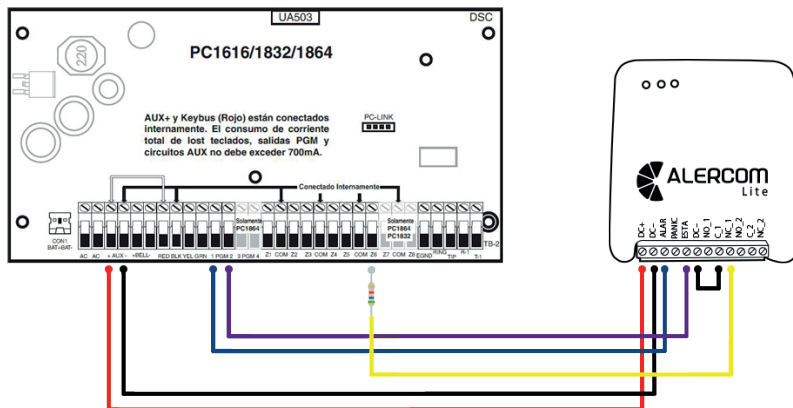 UA503
DSC
PC1616/1832/1864
220
AUX+ y Keybus (Rojo) están conectados
internamente. El consumo de corriente
total de lost teclados, salidas PGM y
circuitos AUX no debe exceder 700mA.
PC-LINK
Conectado Internamente
Solamente
PC1864
Solamente
PC1864
PC1832
CON1
BAT+BAT-
TB-2
AC AC + AUX - +BELL- RED BLK YEL GRN 1 PGM 2 3 PGM 4 Z1 COM Z2 Z3 COM Z4 Z5 COM Z6 Z7 COM Z8 EGND RING TIP R-1 T-1
ALERCOM
Lite
DC+ DC- ALAR PANIC ESTA DC- NO_1 C_1 NC_1 NO_2 C_2 NC_2